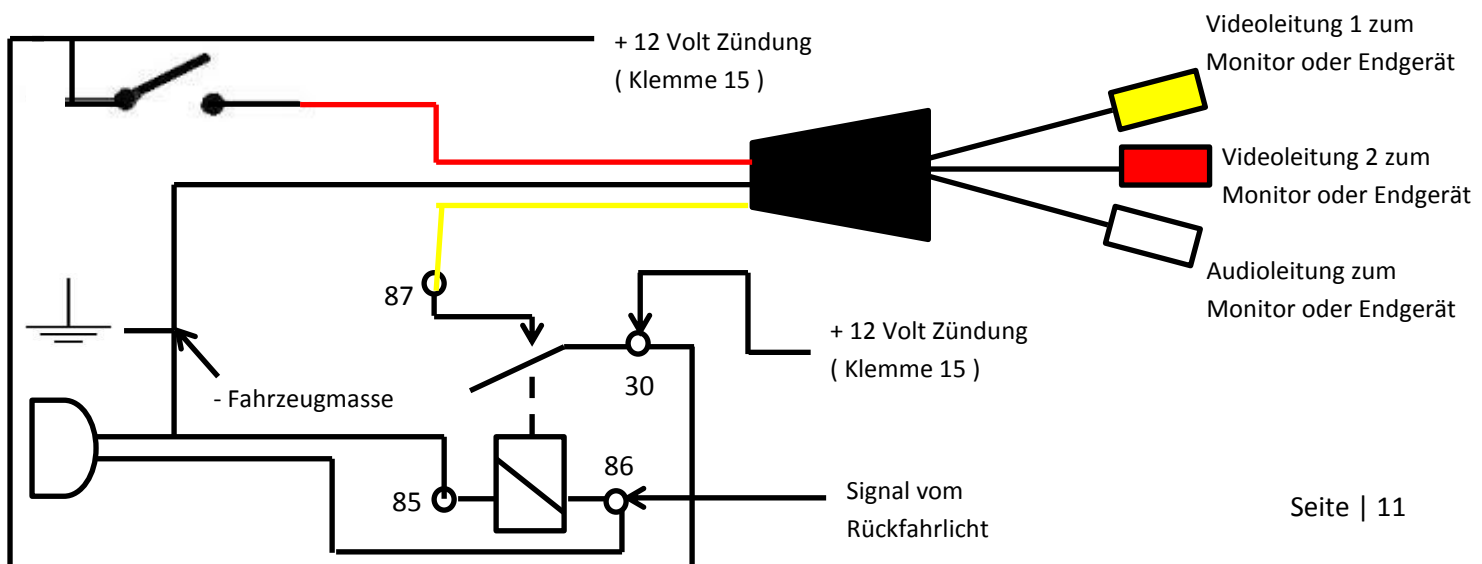 + 12 Volt Zündung
( Klemme 15 )
Videoleitung 1 zum
Monitor oder Endgerät
Videoleitung 2 zum
Monitor oder Endgerät
Audioleitung zum
Monitor oder Endgerät
87
+ 12 Volt Zündung
( Klemme 15 )
30
- Fahrzeugmasse
86
85
Signal vom
Rückfahrlicht
Seite | 11